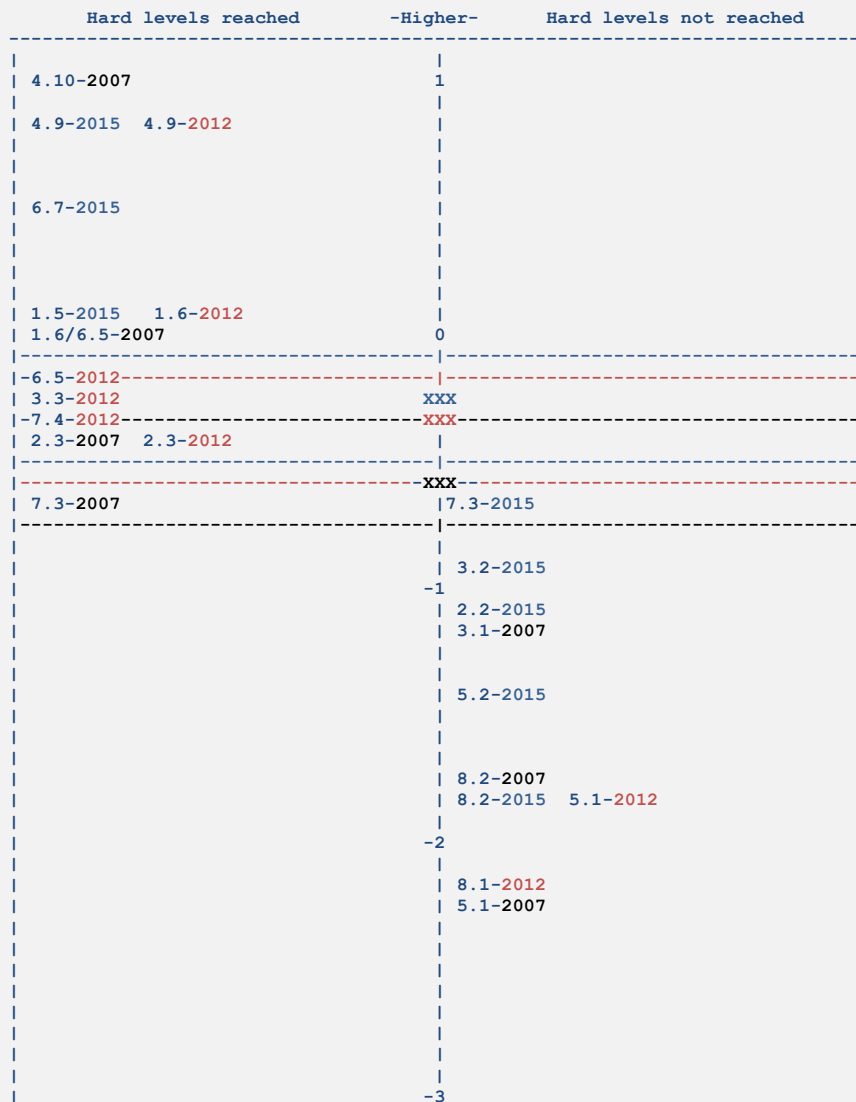 Hard levels reached -Higher- Hard levels not reached
-----------------------------------------------------------------------------
| |
| 4.10-2007 1
| |
| 4.9-2015 4.9-2012 |
| |
| |
| |
| 6.7-2015 |
| |
| |
| |
| |
| 1.5-2015 1.6-2012 |
| 1.6/6.5-2007 0
|--------------------------------------|-------------------------------------
|-6.5-2012-----------------------------|-------------------------------------
| 3.3-2012 XXX
|-7.4-2012---------------------------XXX------------------------------------
| 2.3-2007 2.3-2012 |
|--------------------------------------|-------------------------------------
|------------------------------------XXX------------------------------------
| 7.3-2007 |7.3-2015
|--------------------------------------|-------------------------------------
| |
| | 3.2-2015
| -1
| | 2.2-2015
| | 3.1-2007
| |
| |
| | 5.2-2015
| |
| |
| |
| | 8.2-2007
| | 8.2-2015 5.1-2012
| |
| -2
| |
| | 8.1-2012
| | 5.1-2007
| |
| |
| |
| |
| |
| |
| |
| |
| -3